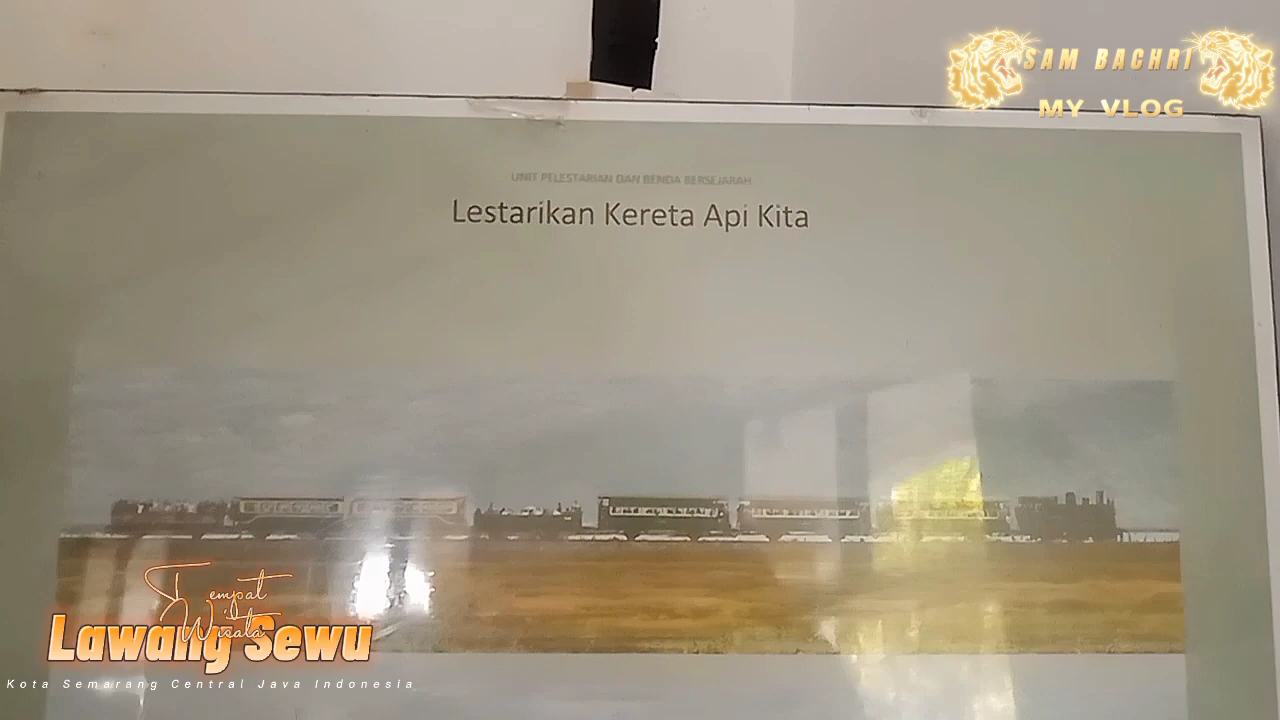 SAM BACHRI
MY VLOG
UNIT PELESTARIAN DAN BENDA BERSEJARAH
Lestarikan Kereta Api Kita
Tempat
Wisata
Lawang Sewu
Kota Semarang Central Java Indonesia